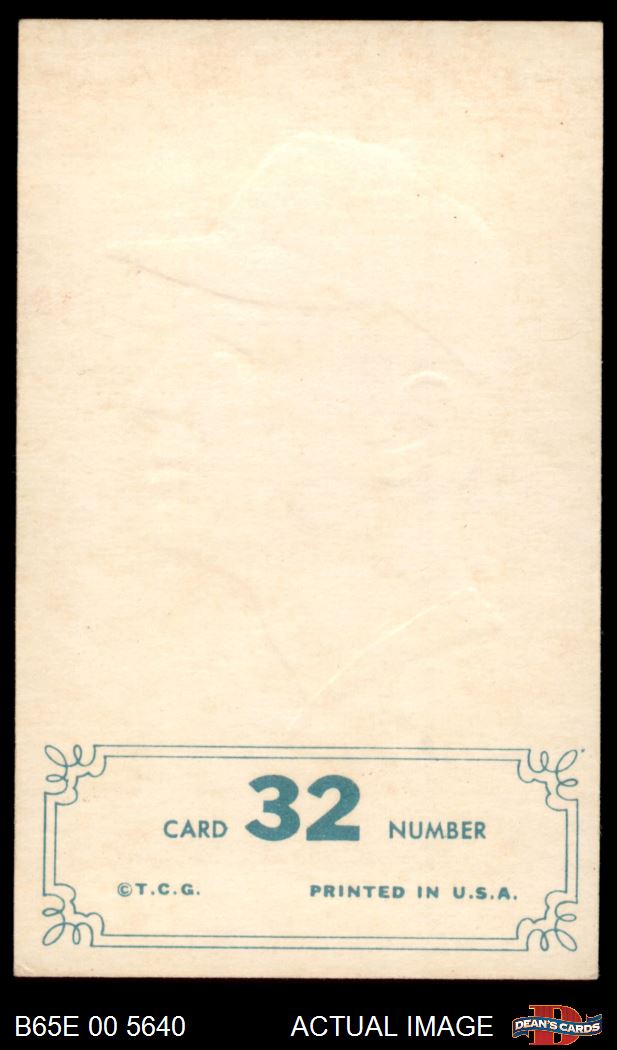 CARD 32 NUMBER
©T.C.G. PRINTED IN U.S.A.
B65E 00 5640 ACTUAL IMAGE D DEAN'S CARDS